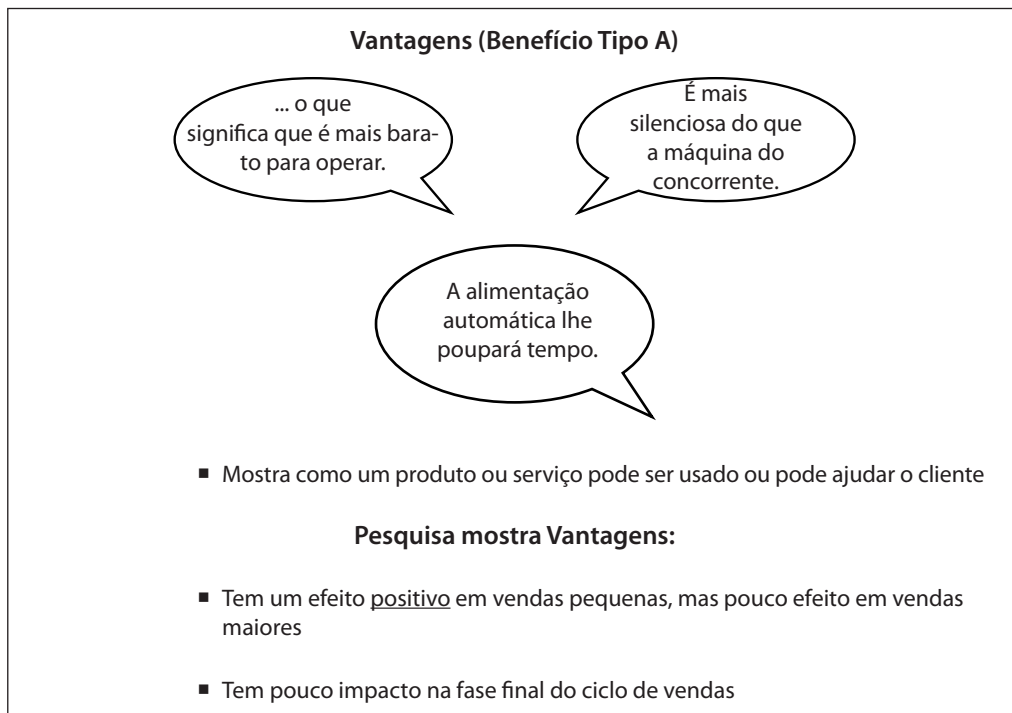 Vantagens (Benefício Tipo A)
... o que
significa que é mais bara-
to para operar.
É mais
silenciosa do que
a máquina do
concorrente.
A alimentação
automática lhe
poupará tempo.
■ Mostra como um produto ou serviço pode ser usado ou pode ajudar o cliente
Pesquisa mostra Vantagens:
■ Tem um efeito positivo em vendas pequenas, mas pouco efeito em vendas
maiores
■ Tem pouco impacto na fase final do ciclo de vendas